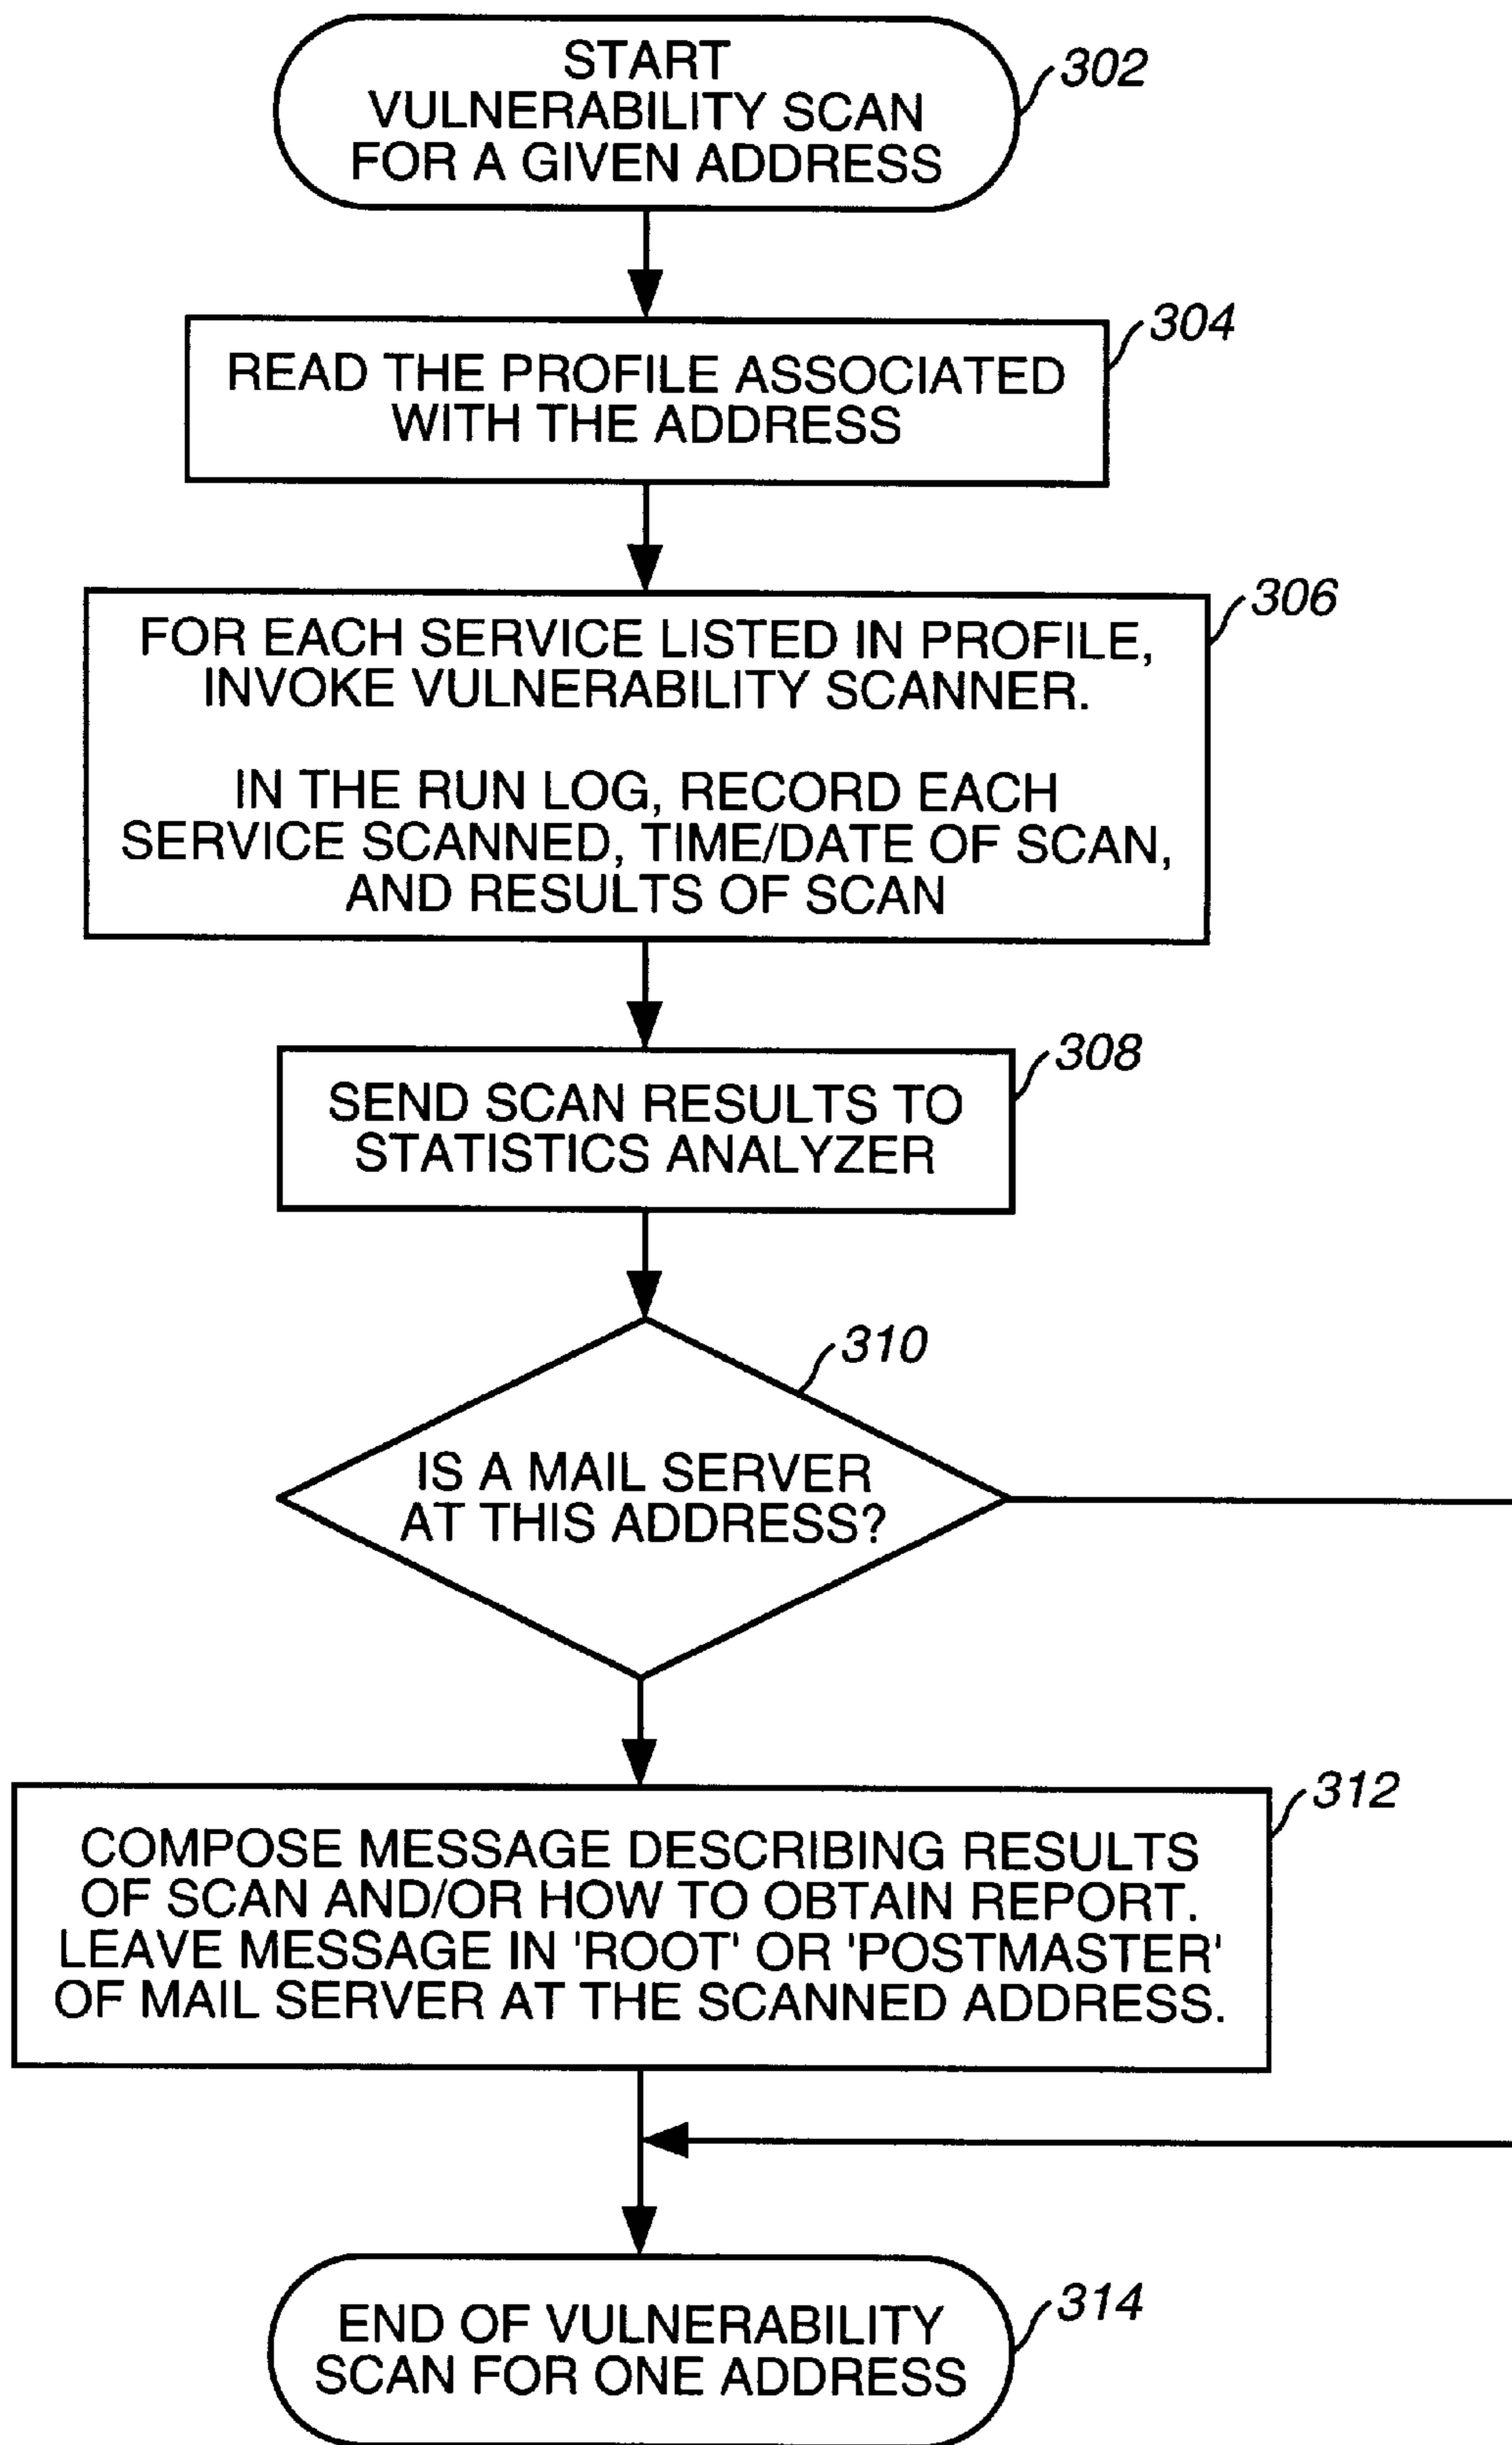 START
VULNERABILITY SCAN
FOR A GIVEN ADDRESS
302
READ THE PROFILE ASSOCIATED
WITH THE ADDRESS
304
FOR EACH SERVICE LISTED IN PROFILE,
INVOKE VULNERABILITY SCANNER.
IN THE RUN LOG, RECORD EACH
SERVICE SCANNED, TIME/DATE OF SCAN,
AND RESULTS OF SCAN
306
SEND SCAN RESULTS TO
STATISTICS ANALYZER
308
IS A MAIL SERVER
AT THIS ADDRESS?
310
COMPOSE MESSAGE DESCRIBING RESULTS
OF SCAN AND/OR HOW TO OBTAIN REPORT.
LEAVE MESSAGE IN 'ROOT' OR 'POSTMASTER'
OF MAIL SERVER AT THE SCANNED ADDRESS.
312
END OF VULNERABILITY
SCAN FOR ONE ADDRESS
314